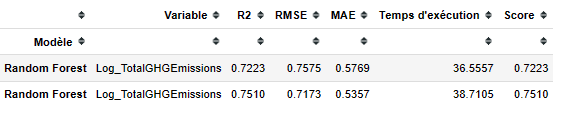 Variable R2 RMSE MAE Temps d'exécution Score
Modèle
Random Forest Log_TotalGHGEmissions 0.7223 0.7575 0.5769 36.5557 0.7223
Random Forest Log_TotalGHGEmissions 0.7510 0.7173 0.5357 38.7105 0.7510